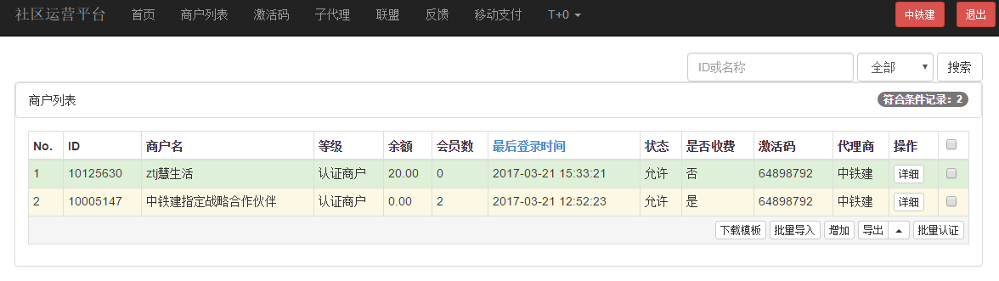 社区运营平台 首页 商户列表 激活码 子代理 联盟 反馈 移动支付 T+0 中铁建 退出
ID或名称 全部 搜索
商户列表 符合条件记录：2
No. ID 商户名 等级 余额 会员数 最后登录时间 状态 是否收费 激活码 代理商 操作
1 10125630 ztj慧生活 认证商户 20.00 0 2017-03-21 15:33:21 允许 否 64898792 中铁建 详细
2 10005147 中铁建指定战略合作伙伴 认证商户 0.00 2 2017-03-21 12:52:23 允许 是 64898792 中铁建 详细
下载模板 批量导入 增加 导出 批量认证